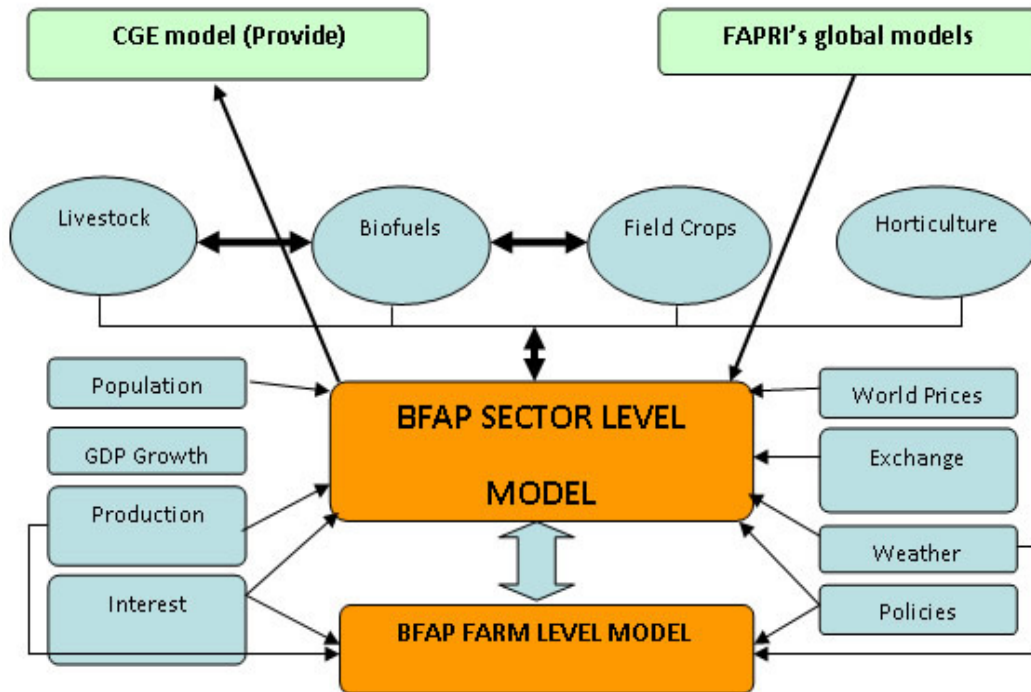 CGE model (Provide)
FAPRI's global models
Livestock
Biofuels
Field Crops
Horticulture
Population
GDP Growth
Production
Interest
BFAP SECTOR LEVEL
MODEL
World Prices
Exchange
Weather
Policies
BFAP FARM LEVEL MODEL